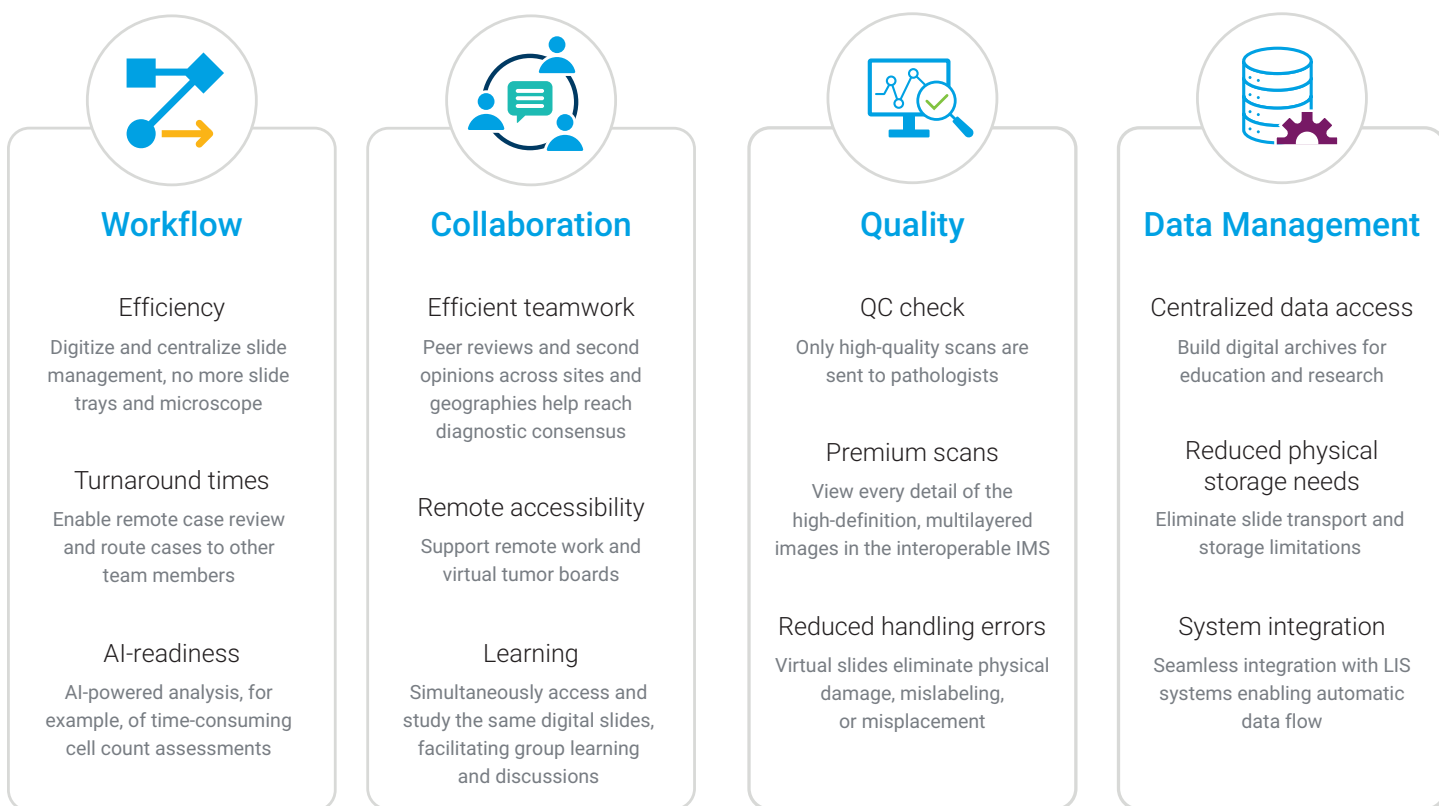 Workflow
Efficiency
Digitize and centralize slide
management, no more slide
trays and microscope
Turnaround times
Enable remote case review
and route cases to other
team members
AI-readiness
AI-powered analysis, for
example, of time-consuming
cell count assessments
Collaboration
Efficient teamwork
Peer reviews and second
opinions across sites and
geographies help reach
diagnostic consensus
Remote accessibility
Support remote work and
virtual tumor boards
Learning
Simultaneously access and
study the same digital slides,
facilitating group learning
and discussions
Quality
QC check
Only high-quality scans are
sent to pathologists
Premium scans
View every detail of the
high-definition, multilayered
images in the interoperable IMS
Reduced handling errors
Virtual slides eliminate physical
damage, mislabeling,
or misplacement
Data Management
Centralized data access
Build digital archives for
education and research
Reduced physical
storage needs
Eliminate slide transport and
storage limitations
System integration
Seamless integration with LIS
systems enabling automatic
data flow